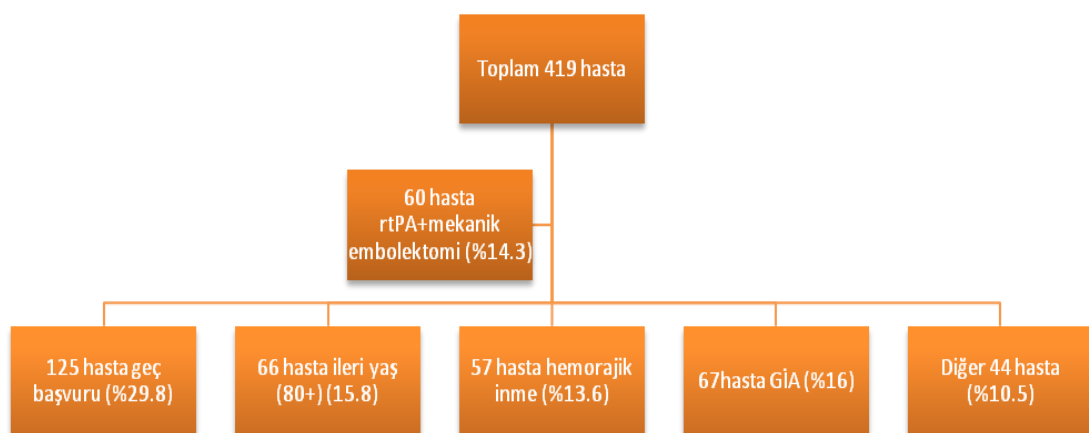 Toplam 419 hasta
60 hasta
rtPA+mekanik
embolektomi (%14.3)
125 hasta geç
başvuru (%29.8)
66 hasta ileri yaş
(80+) (15.8)
57 hasta hemorajik
inme (%13.6)
67hasta GİA (%16)
Diğer 44 hasta
(%10.5)